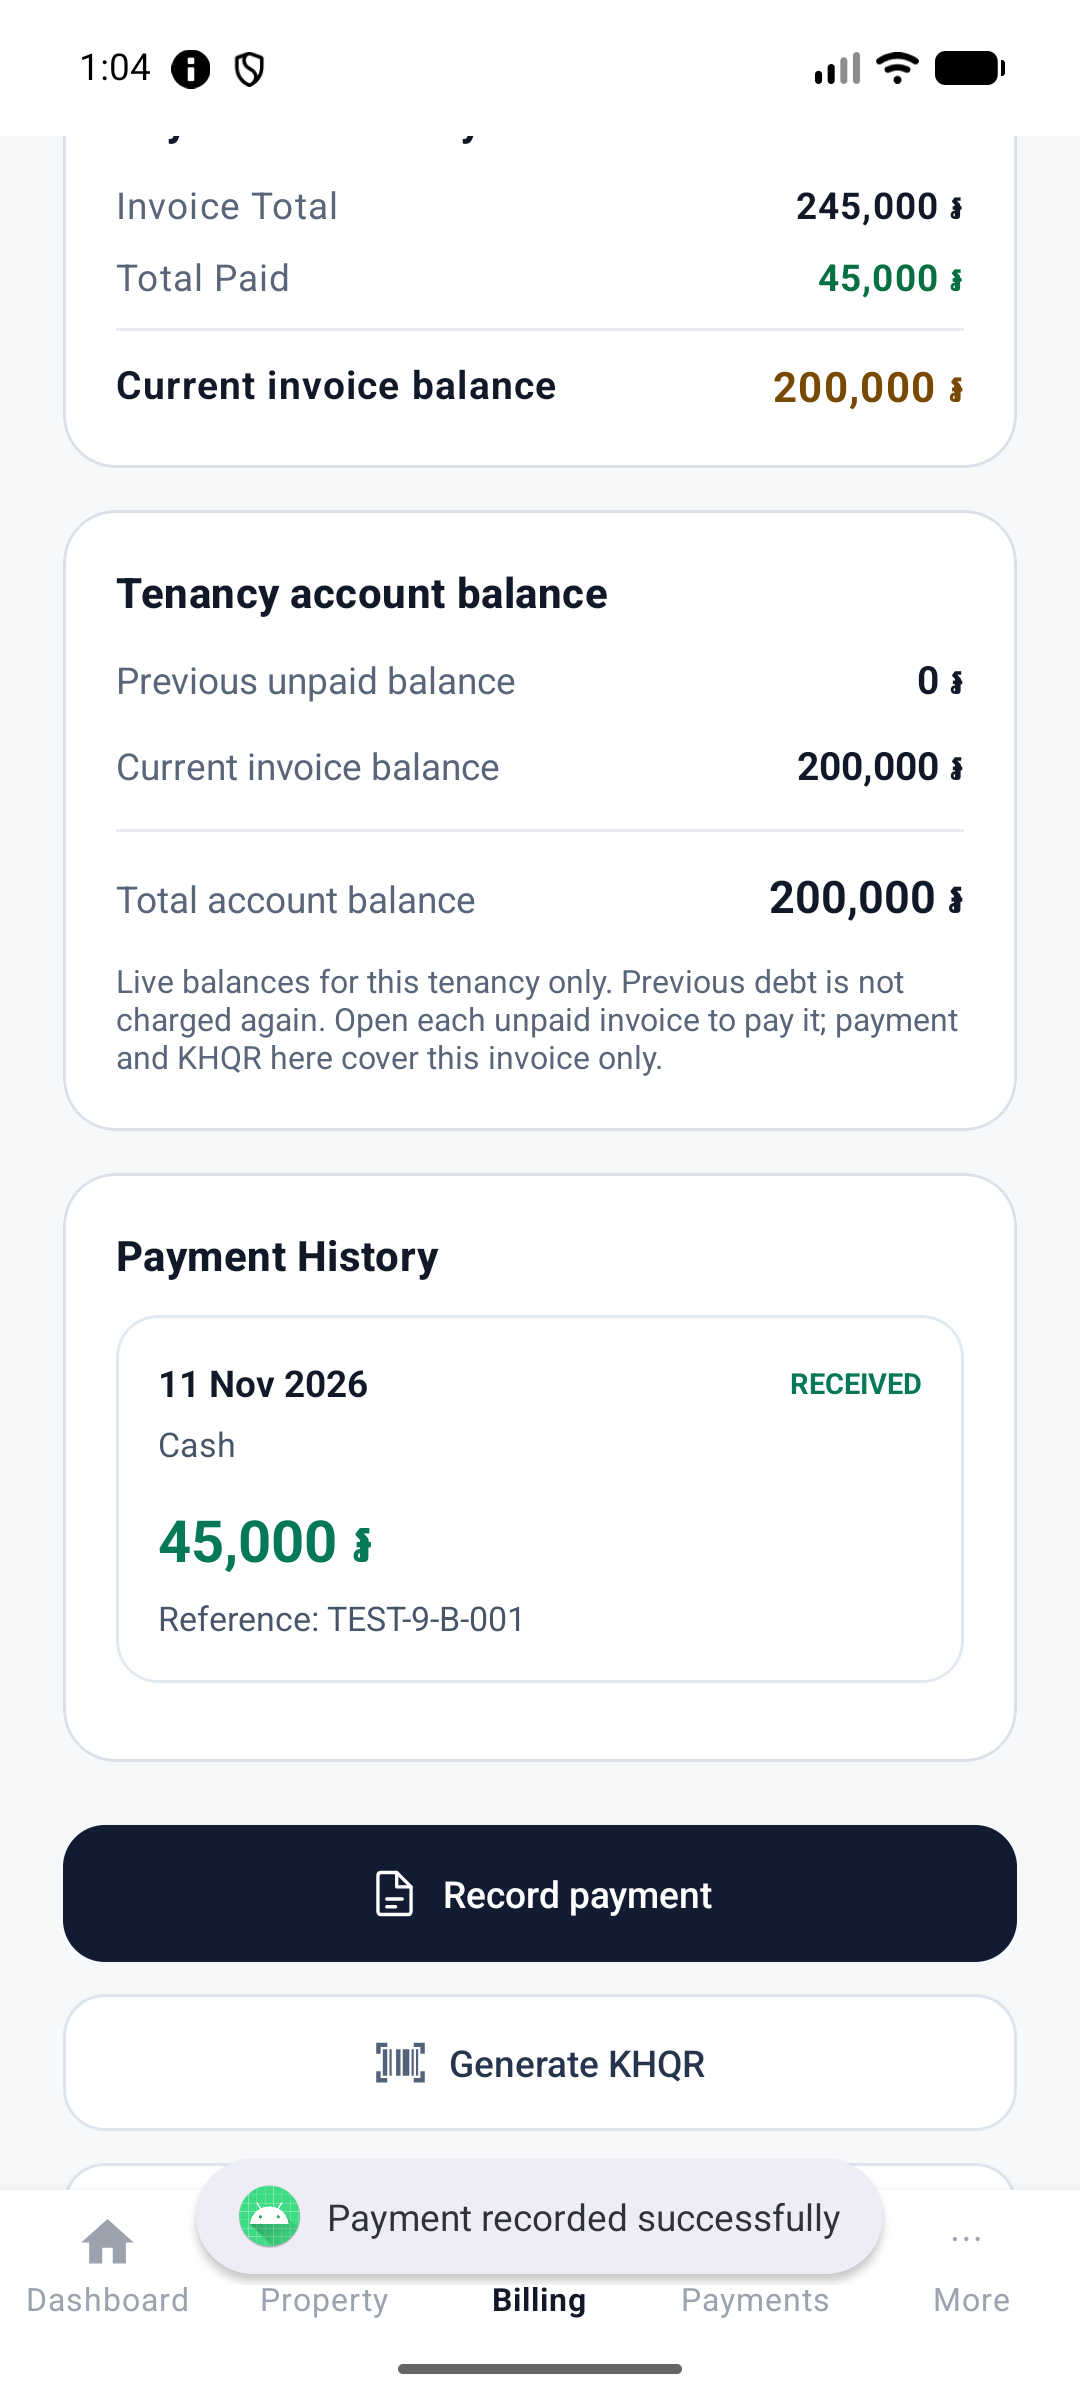 1:04
Invoice Total 245,000 ៛
Total Paid 45,000 ៛
Current invoice balance 200,000 ៛
Tenancy account balance
Previous unpaid balance 0 ៛
Current invoice balance 200,000 ៛
Total account balance 200,000 ៛
Live balances for this tenancy only. Previous debt is not
charged again. Open each unpaid invoice to pay it; payment
and KHQR here cover this invoice only.
Payment History
11 Nov 2026 RECEIVED
Cash
45,000 ៛
Reference: TEST-9-B-001
Record payment
Generate KHQR
Payment recorded successfully
Dashboard Property Billing Payments More